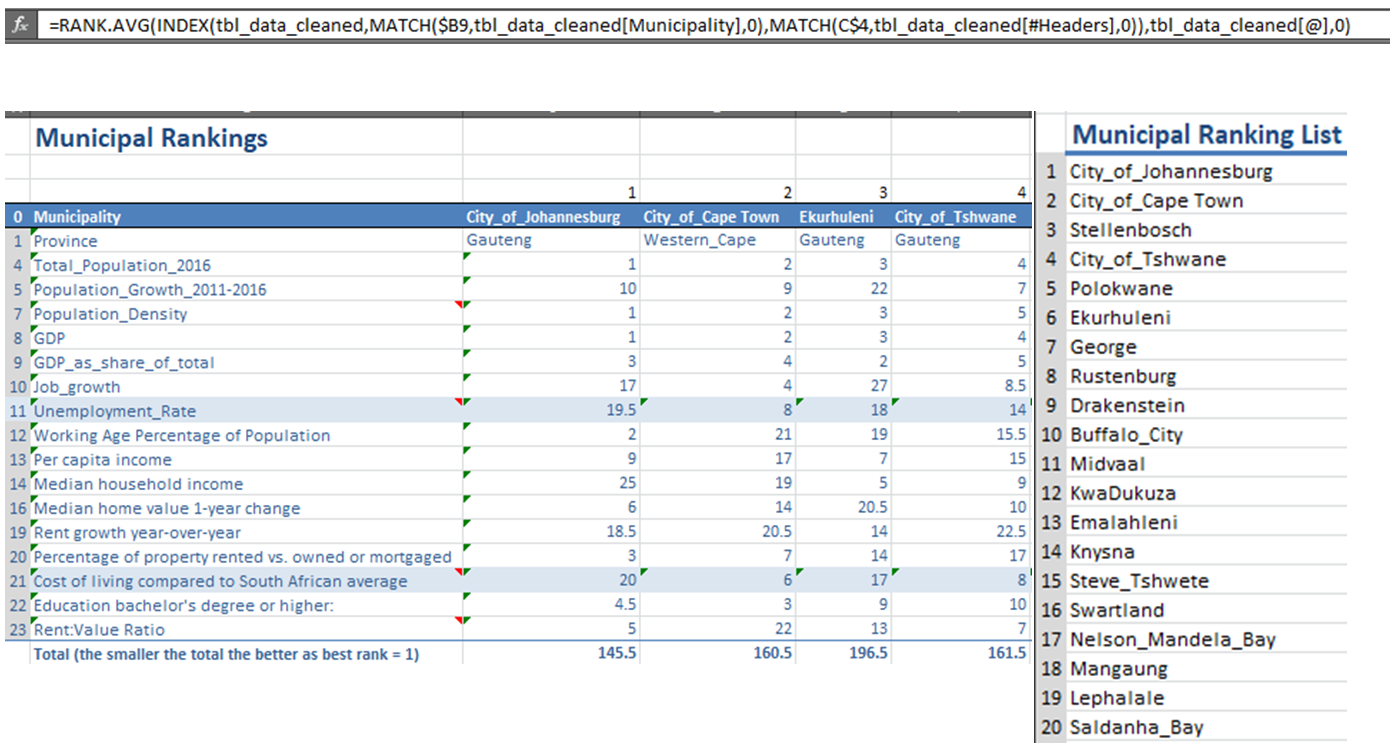 fx =RANK.AVG(INDEX(tbl_data_cleaned,MATCH($B9,tbl_data_cleaned[Municipality],0),MATCH(C$4,tbl_data_cleaned[#Headers],0)),tbl_data_cleaned[@],0)
Municipal Rankings
1 2 3 4
0 Municipality City_of_Johannesburg City_of_Cape Town Ekurhuleni City_of_Tshwane
1 Province Gauteng Western_Cape Gauteng Gauteng
4 Total_Population_2016 1 2 3 4
5 Population_Growth_2011-2016 10 9 22 7
7 Population_Density 1 2 3 5
8 GDP 1 2 3 4
9 GDP_as_share_of_total 3 4 2 5
10 Job_growth 17 4 27 8.5
11 Unemployment_Rate 19.5 8 18 14
12 Working Age Percentage of Population 2 21 19 15.5
13 Per capita income 9 17 7 15
14 Median household income 25 19 5 9
16 Median home value 1-year change 6 14 20.5 10
19 Rent growth year-over-year 18.5 20.5 14 22.5
20 Percentage of property rented vs. owned or mortgaged 3 7 14 17
21 Cost of living compared to South African average 20 6 17 8
22 Education bachelor's degree or higher: 4.5 3 9 10
23 Rent:Value Ratio 5 22 13 7
Total (the smaller the total the better as best rank = 1) 145.5 160.5 196.5 161.5
Municipal Ranking List
1 City_of_Johannesburg
2 City_of_Cape Town
3 Stellenbosch
4 City_of_Tshwane
5 Polokwane
6 Ekurhuleni
7 George
8 Rustenburg
9 Drakenstein
10 Buffalo_City
11 Midvaal
12 KwaDukuza
13 Emalahleni
14 Knysna
15 Steve_Tshwete
16 Swartland
17 Nelson_Mandela_Bay
18 Mangaung
19 Lephalale
20 Saldanha_Bay